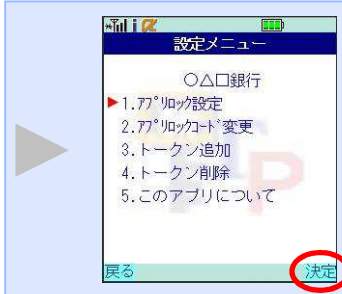 設定メニュー
○△□銀行
1.ｱﾌﾟﾘﾛｯｸ設定
2.ｱﾌﾟﾘﾛｯｸｺｰﾄﾞ変更
3.トークン追加
4.トークン削除
5.このアプリについて
戻る 決定